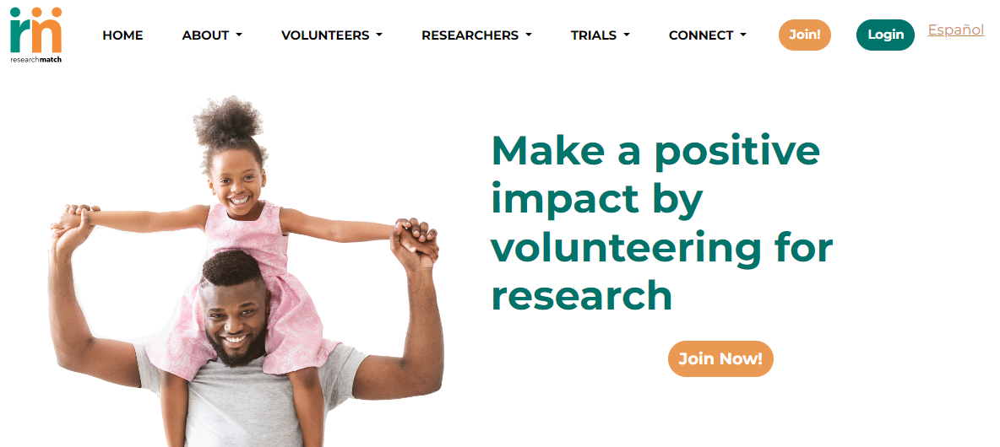 HOME
ABOUT
VOLUNTEERS
RESEARCHERS
TRIALS
CONNECT
Join!
Login
Español
rm
researchmatch
Make a positive
impact by
volunteering for
research
Join Now!